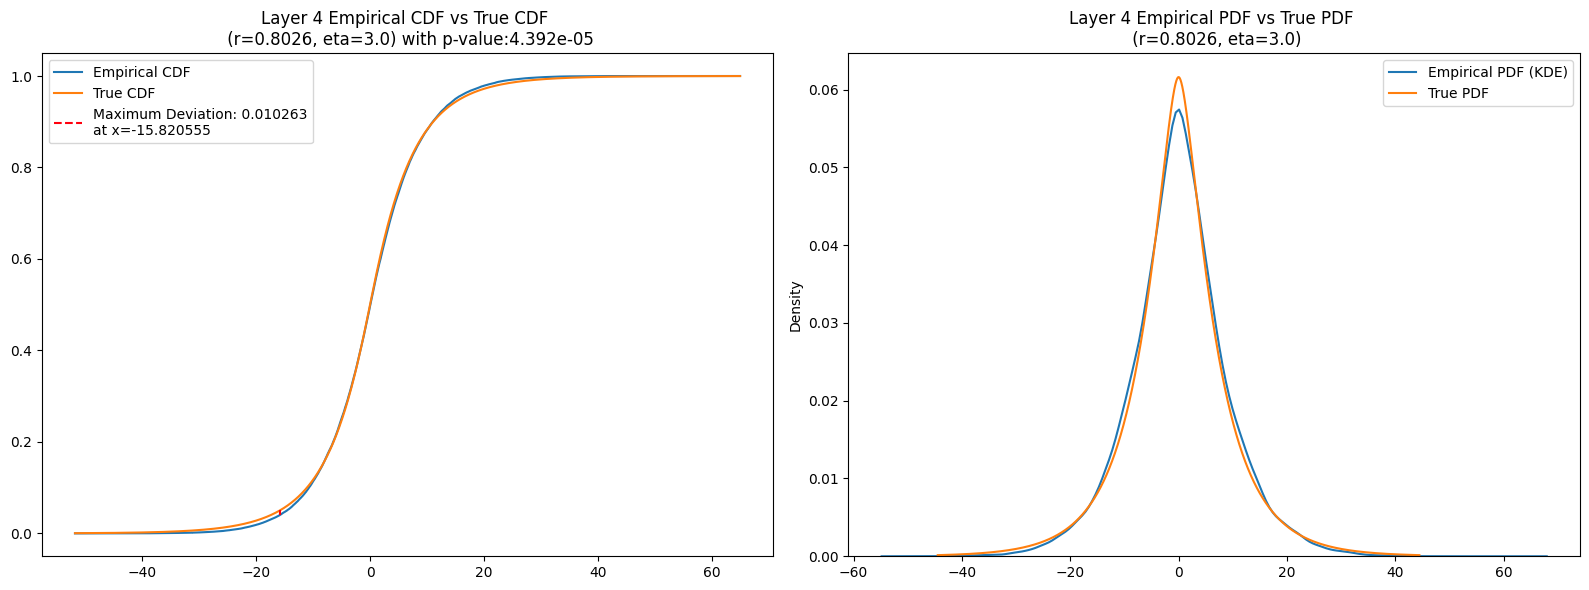 Layer 4 Empirical CDF vs True CDF
(r=0.8026, eta=3.0) with p-value:4.392e-05
Empirical CDF
True CDF
Maximum Deviation: 0.010263
at x=-15.820555
1.0
0.8
0.6
0.4
0.2
0.0
−40
−20
0
20
40
60
Layer 4 Empirical PDF vs True PDF
(r=0.8026, eta=3.0)
Empirical PDF (KDE)
True PDF
Density
0.06
0.05
0.04
0.03
0.02
0.01
0.00
−60
−40
−20
0
20
40
60